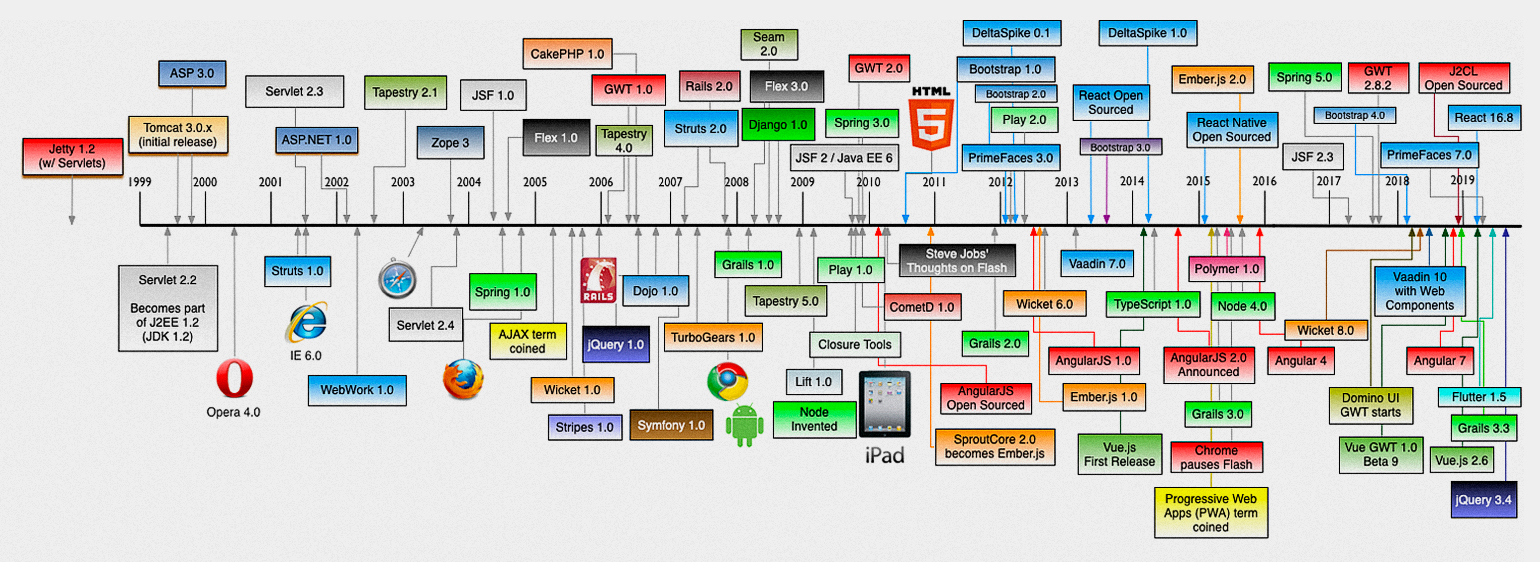 DeltaSpike 0.1
DeltaSpike 1.0
Seam
2.0
CakePHP 1.0
GWT 2.0
Bootstrap 1.0
ASP 3.0
Ember.js 2.0
Spring 5.0
GWT
2.8.2
J2CL
Open Sourced
Servlet 2.3
Tapestry 2.1
JSF 1.0
GWT 1.0
Rails 2.0
Flex 3.0
HTML
5
Bootstrap 2.0
React Open
Sourced
Tomcat 3.0.x
(initial release)
ASP.NET 1.0
Zope 3
Flex 1.0
Tapestry
4.0
Struts 2.0
Django 1.0
Spring 3.0
Play 2.0
React Native
Open Sourced
Bootstrap 4.0
React 16.8
Jetty 1.2
(w/ Servlets)
JSF 2 / Java EE 6
PrimeFaces 3.0
Bootstrap 3.0
JSF 2.3
PrimeFaces 7.0
1999 2000 2001 2002 2003 2004 2005 2006 2007 2008 2009 2010 2011 2012 2013 2014 2015 2016 2017 2018 2019
Servlet 2.2
Becomes part
of J2EE 1.2
(JDK 1.2)
Struts 1.0
IE 6.0
Opera 4.0
WebWork 1.0
Servlet 2.4
Spring 1.0
AJAX term
coined
Wicket 1.0
Stripes 1.0
RAILS
jQuery 1.0
Dojo 1.0
Symfony 1.0
TurboGears 1.0
Grails 1.0
Tapestry 5.0
Play 1.0
Closure Tools
Lift 1.0
Node
Invented
iPad
CometD 1.0
Steve Jobs'
Thoughts on Flash
Grails 2.0
AngularJS
Open Sourced
SproutCore 2.0
becomes Ember.js
Wicket 6.0
Vaadin 7.0
AngularJS 1.0
Ember.js 1.0
Vue.js
First Release
TypeScript 1.0
AngularJS 2.0
Announced
Polymer 1.0
Node 4.0
Grails 3.0
Chrome
pauses Flash
Progressive Web
Apps (PWA) term
coined
Wicket 8.0
Angular 4
Vaadin 10
with Web
Components
Angular 7
Domino UI
GWT starts
Flutter 1.5
Grails 3.3
Vue GWT 1.0
Beta 9
Vue.js 2.6
jQuery 3.4